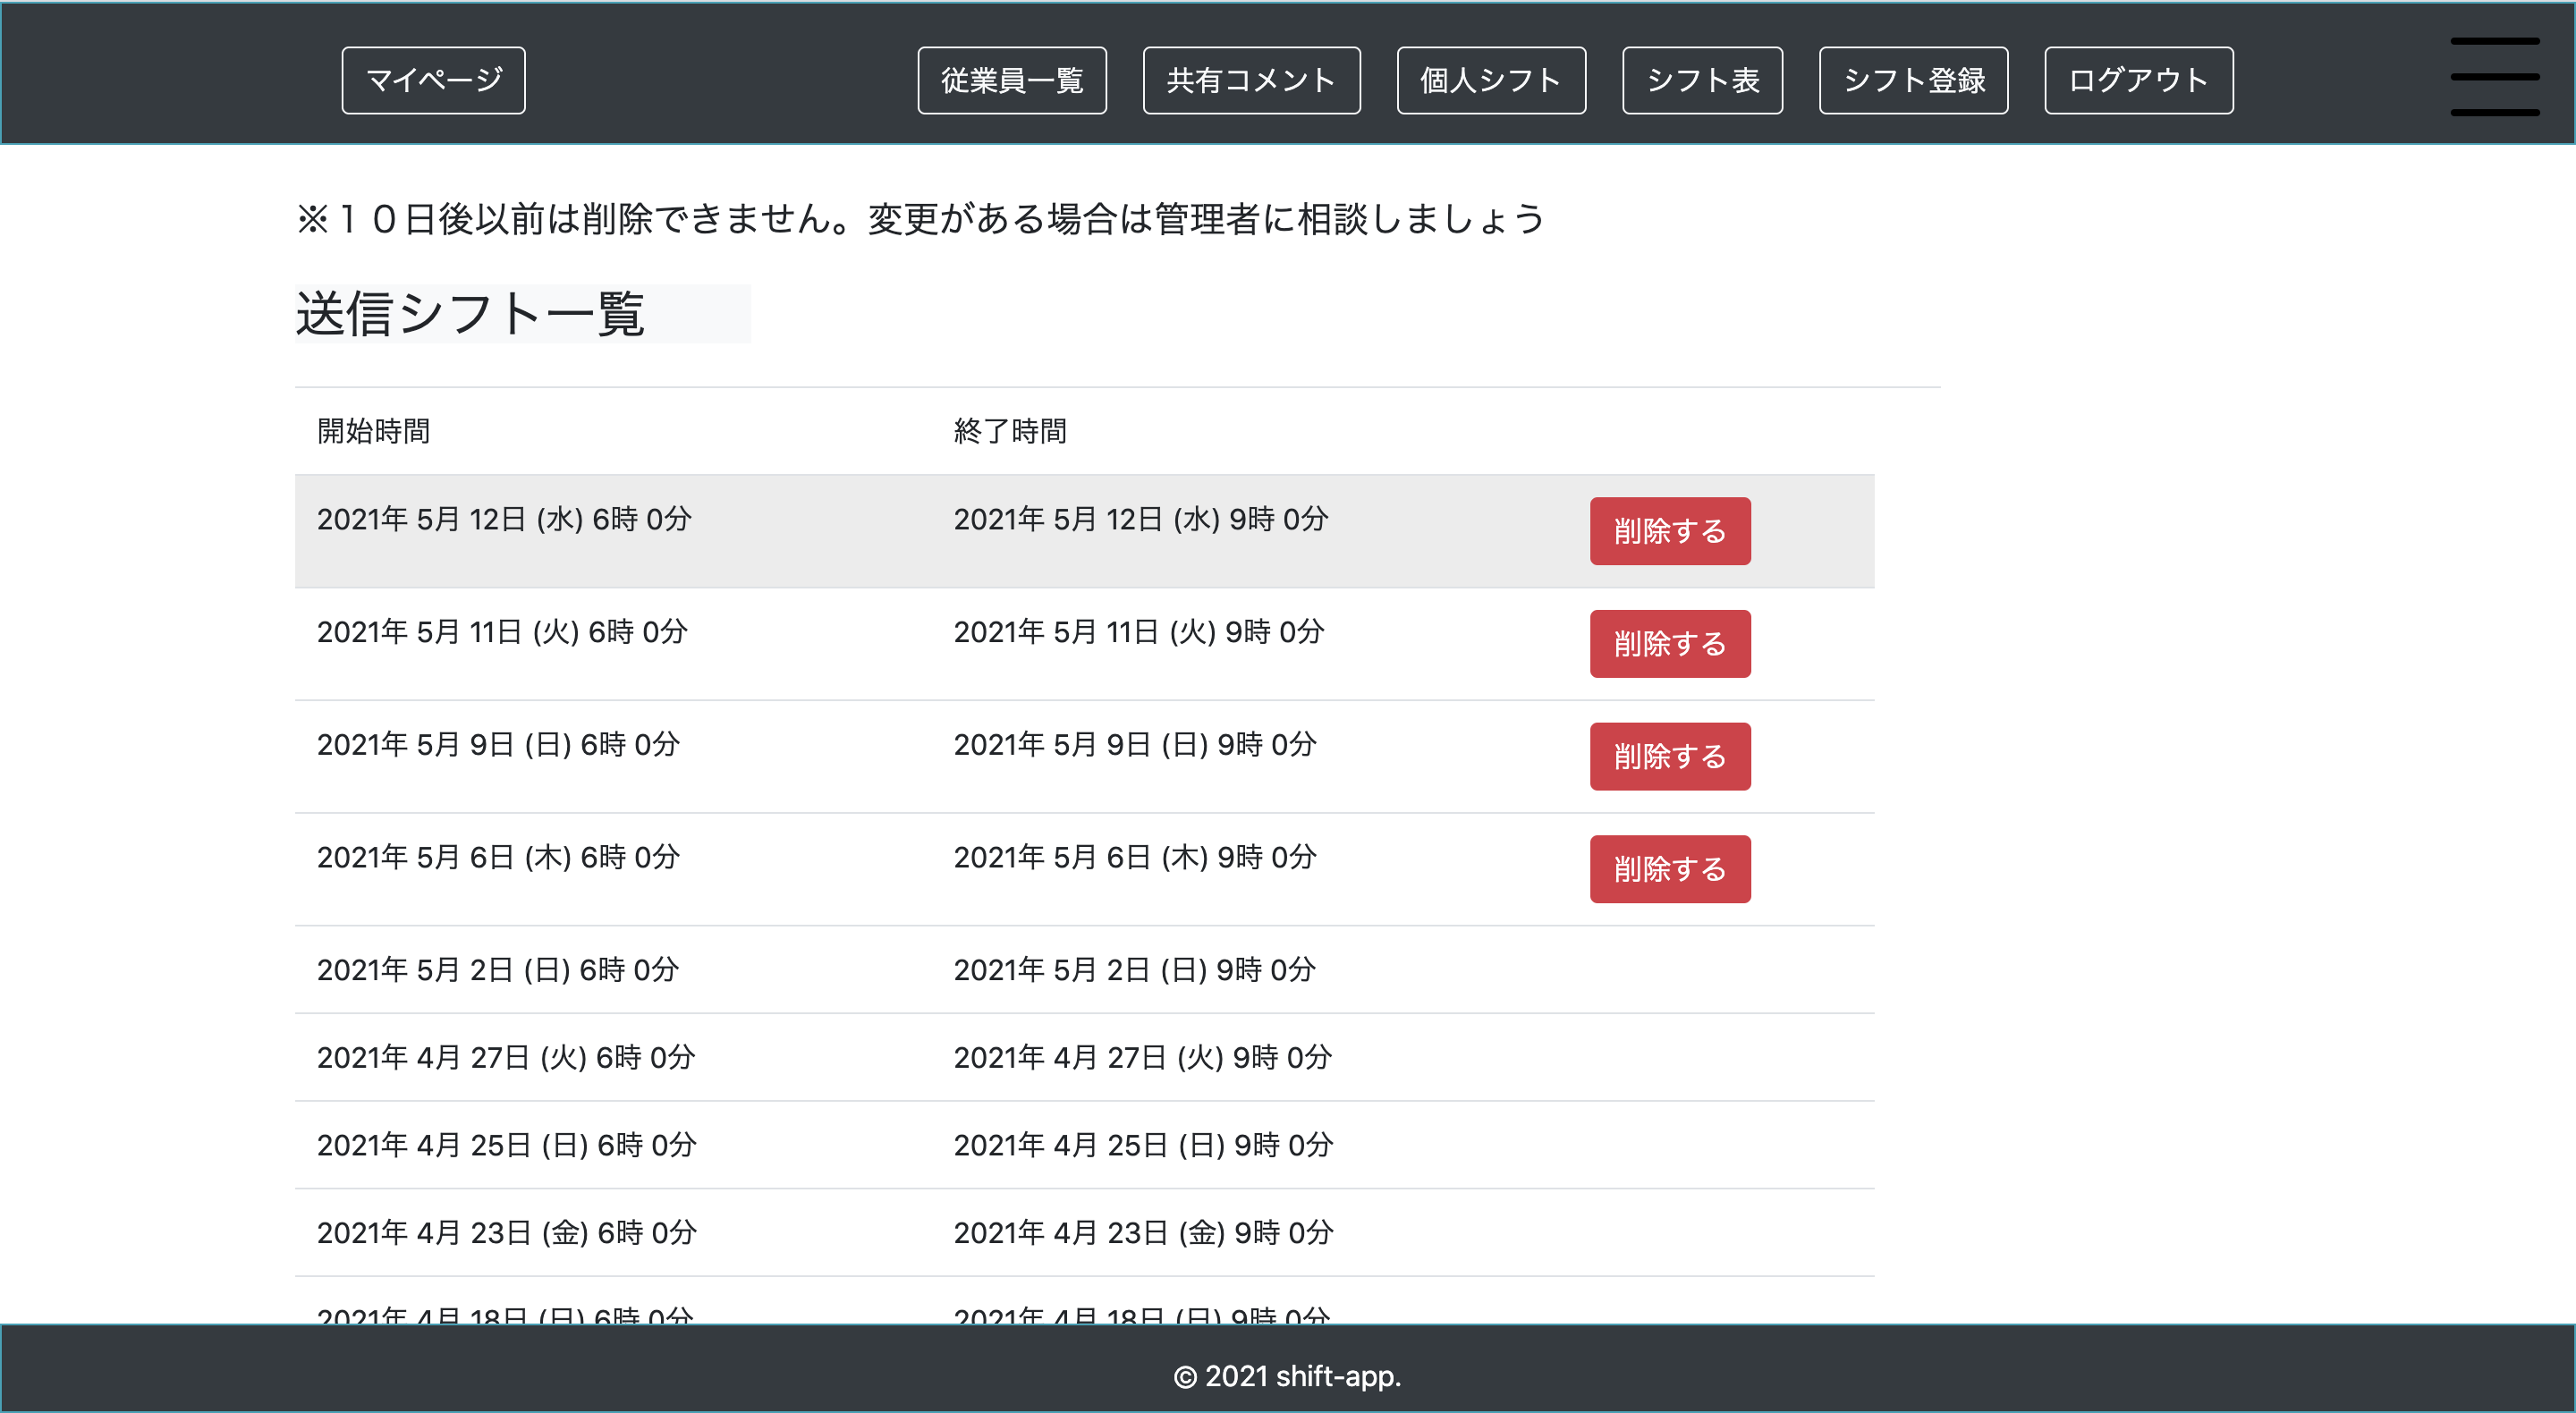 マイページ 従業員一覧 共有コメント 個人シフト シフト表 シフト登録 ログアウト
※１０日後以前は削除できません。変更がある場合は管理者に相談しましょう
送信シフト一覧
開始時間 終了時間
2021年 5月 12日 (水) 6時 0分 2021年 5月 12日 (水) 9時 0分 削除する
2021年 5月 11日 (火) 6時 0分 2021年 5月 11日 (火) 9時 0分 削除する
2021年 5月 9日 (日) 6時 0分 2021年 5月 9日 (日) 9時 0分 削除する
2021年 5月 6日 (木) 6時 0分 2021年 5月 6日 (木) 9時 0分 削除する
2021年 5月 2日 (日) 6時 0分 2021年 5月 2日 (日) 9時 0分
2021年 4月 27日 (火) 6時 0分 2021年 4月 27日 (火) 9時 0分
2021年 4月 25日 (日) 6時 0分 2021年 4月 25日 (日) 9時 0分
2021年 4月 23日 (金) 6時 0分 2021年 4月 23日 (金) 9時 0分
2021年 4月 18日 (日) 6時 0分 2021年 4月 18日 (日) 9時 0分
© 2021 shift-app.